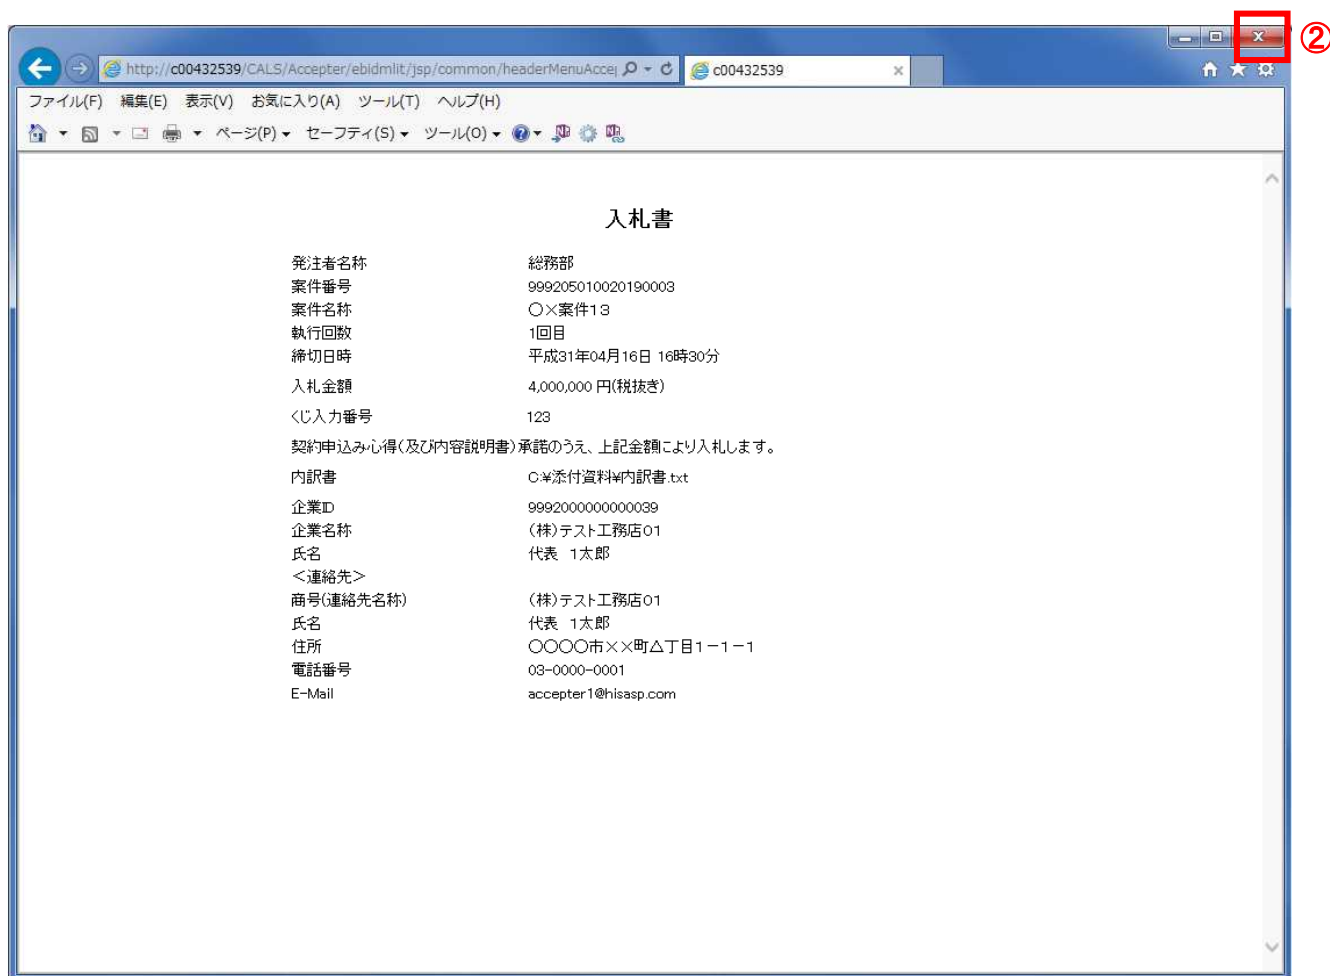 ②
http://c00432539/CALS/Accepter/ebidmlit/jsp/common/headerMenuAcce
c00432539
ファイル(F) 編集(E) 表示(V) お気に入り(A) ツール(T) ヘルプ(H)
ページ(P) セーフティ(S) ツール(O)
入札書
発注者名称 総務部
案件番号 999205010020190003
案件名称 〇×案件13
執行回数 1回目
締切日時 平成31年04月16日 16時30分
入札金額 4,000,000 円(税抜き)
くじ入力番号 123
契約申込み心得(及び内容説明書)承諾のうえ、上記金額により入札します。
内訳書 C:¥添付資料¥内訳書.txt
企業ID 9992000000000039
企業名称 (株)テスト工務店01
氏名 代表 1太郎
<連絡先>
商号(連絡先名称) (株)テスト工務店01
氏名 代表 1太郎
住所 〇〇〇〇市××町△丁目1-1-1
電話番号 03-0000-0001
E-Mail accepter1@hisasp.com